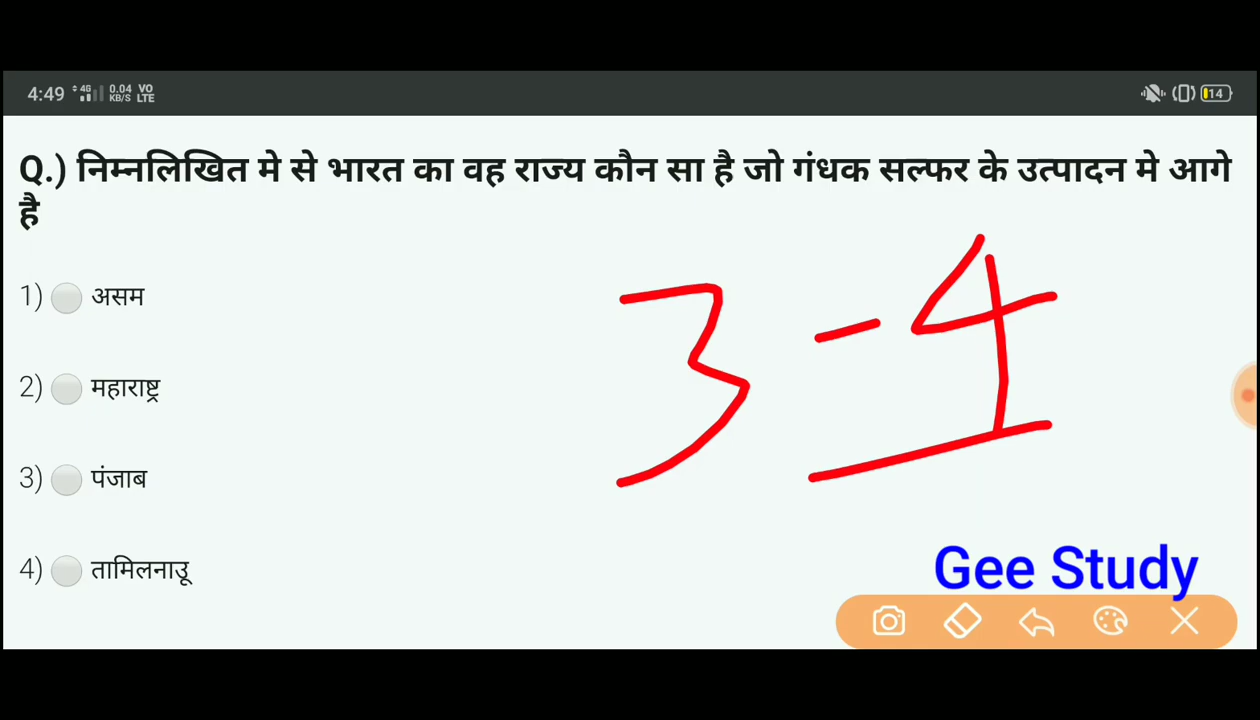 4:49 4G 0.04 KB/S VO LTE 14
Q.) निम्नलिखित मे से भारत का वह राज्य कौन सा है जो गंधक सल्फर के उत्पादन मे आगे
है
1) असम
2) महाराष्ट्र
3) पंजाब
4) तामिलनाउू
3 - 4
Gee Study